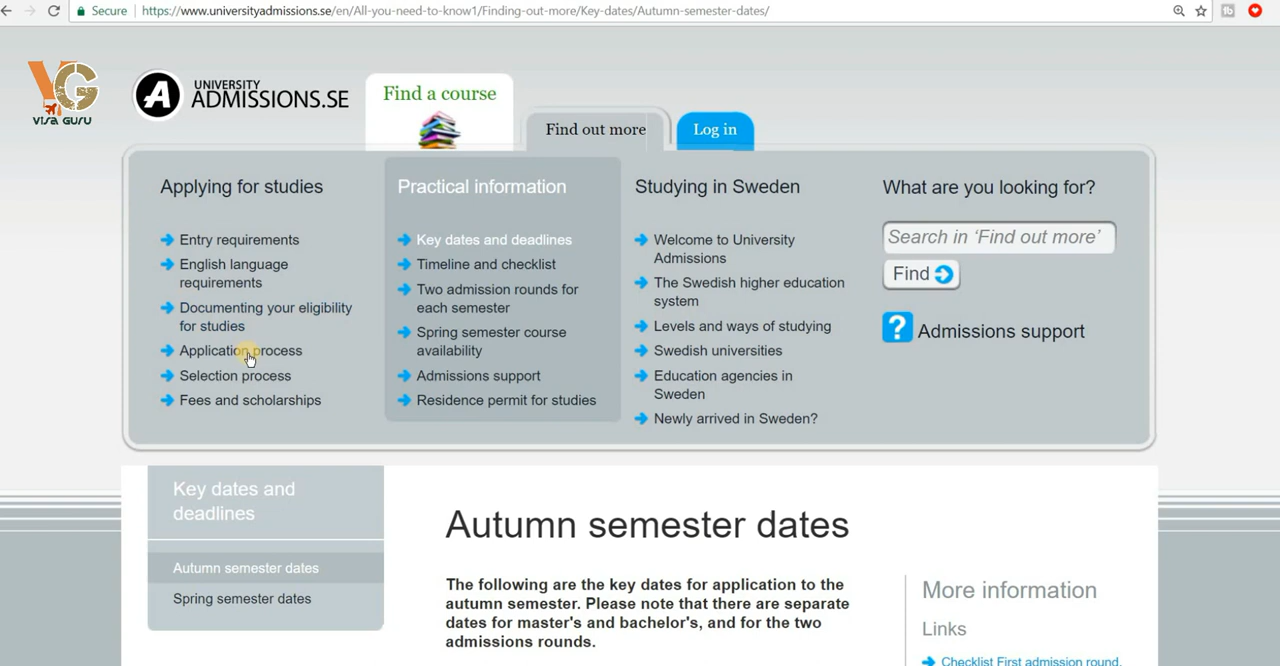 Secure
https://www.universityadmissions.se/en/All-you-need-to-know1/Finding-out-more/Key-dates/Autumn-semester-dates/
VG
VISA GURU
A
UNIVERSITY
ADMISSIONS.SE
Find a course
Find out more
Log in
Applying for studies
Entry requirements
English language
requirements
Documenting your eligibility
for studies
Application process
Selection process
Fees and scholarships
Practical information
Key dates and deadlines
Timeline and checklist
Two admission rounds for
each semester
Spring semester course
availability
Admissions support
Residence permit for studies
Studying in Sweden
Welcome to University
Admissions
The Swedish higher education
system
Levels and ways of studying
Swedish universities
Education agencies in
Sweden
Newly arrived in Sweden?
What are you looking for?
Search in ‘Find out more’
Find
? Admissions support
Key dates and
deadlines
Autumn semester dates
Spring semester dates
Autumn semester dates
The following are the key dates for application to the
autumn semester. Please note that there are separate
dates for master's and bachelor's, and for the two
admissions rounds.
More information
Links
Checklist First admission round,